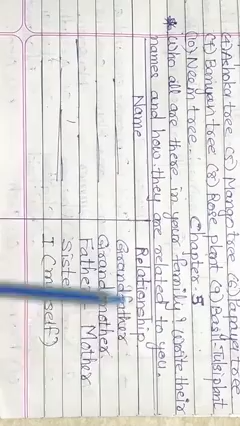 (4) Ashoka tree (5) Mango tree (6)
(7) Banyan tree (8) Rose plant (9) Basil-Tulsi plant
(10) Neem tree.
Chapter-5
* Who all are there in your family? Write their
names and how they are related to you.
Name Relationship
Grandfather
Grandmother
Father Mother
Sister
I (myself)